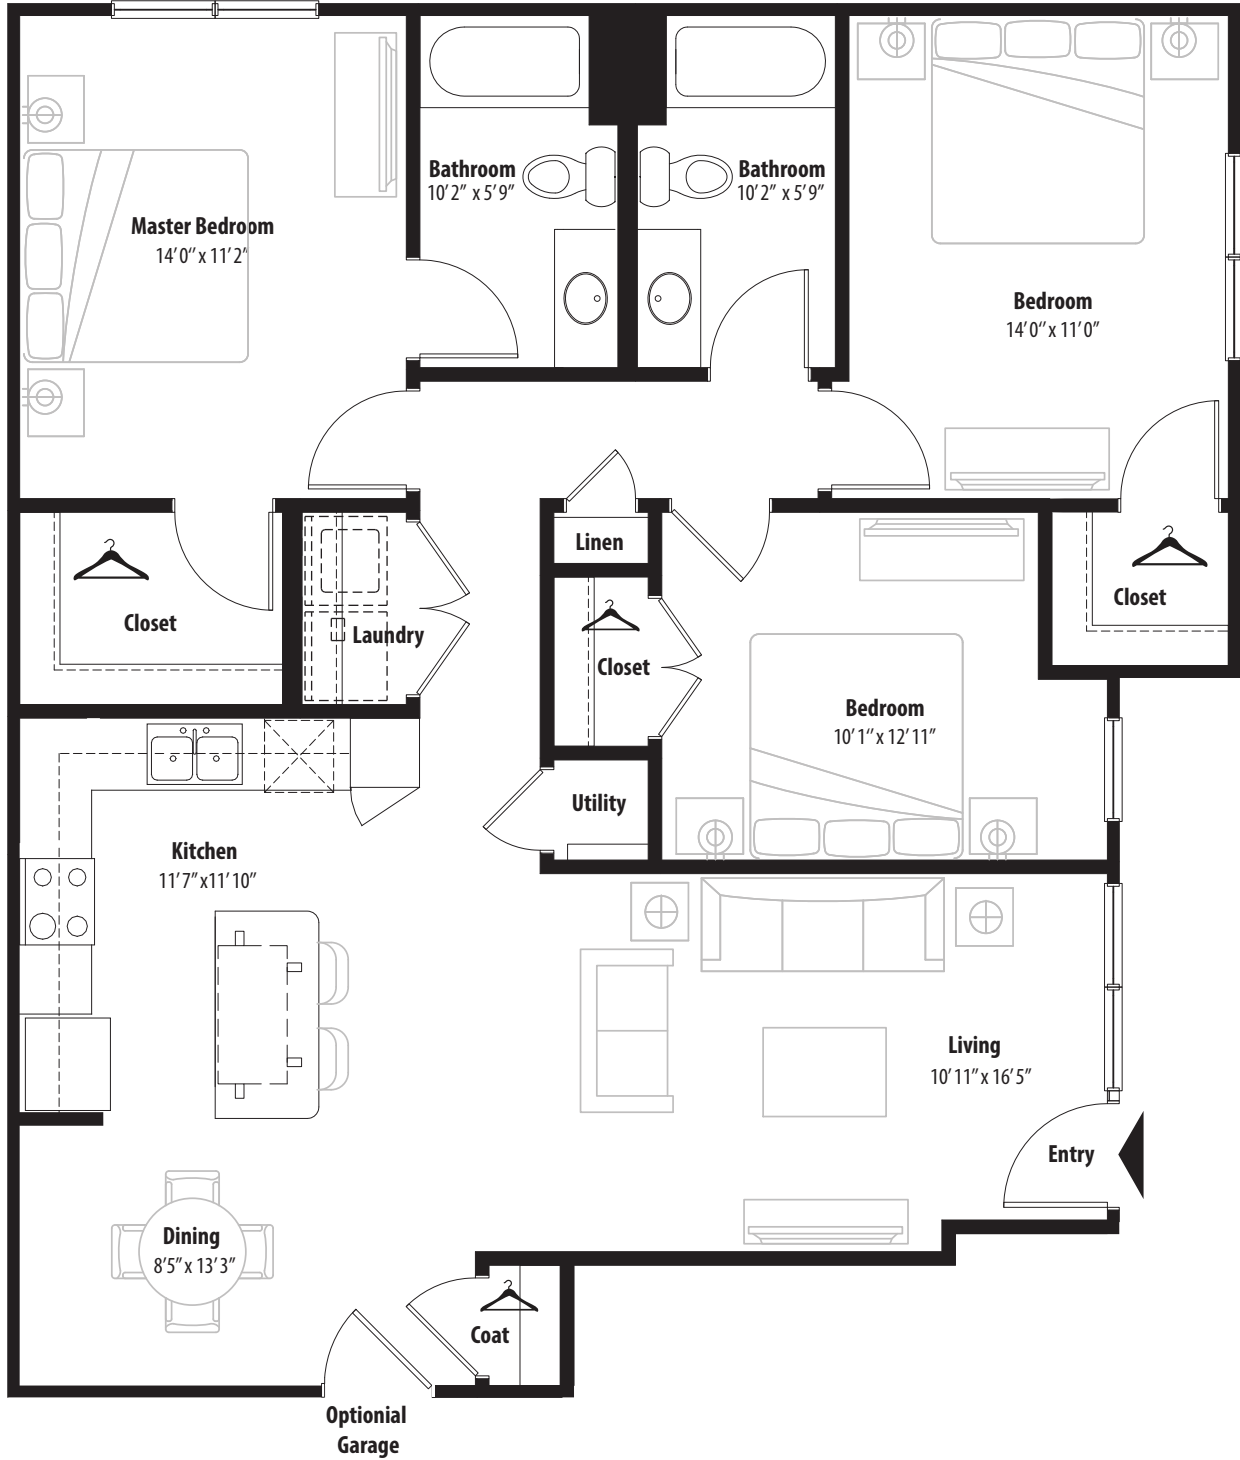 Bathroom
10'2" x 5'9"
Bathroom
10'2" x 5'9"
Master Bedroom
14'0" x 11'2"
Bedroom
14'0" x 11'0"
Linen
Closet
Closet
Laundry
Closet
Bedroom
10'1" x 12'11"
Utility
Kitchen
11'7" x11'10"
Living
10'11" x 16'5"
Entry
Dining
8'5" x 13'3"
Coat
Optionial
Garage